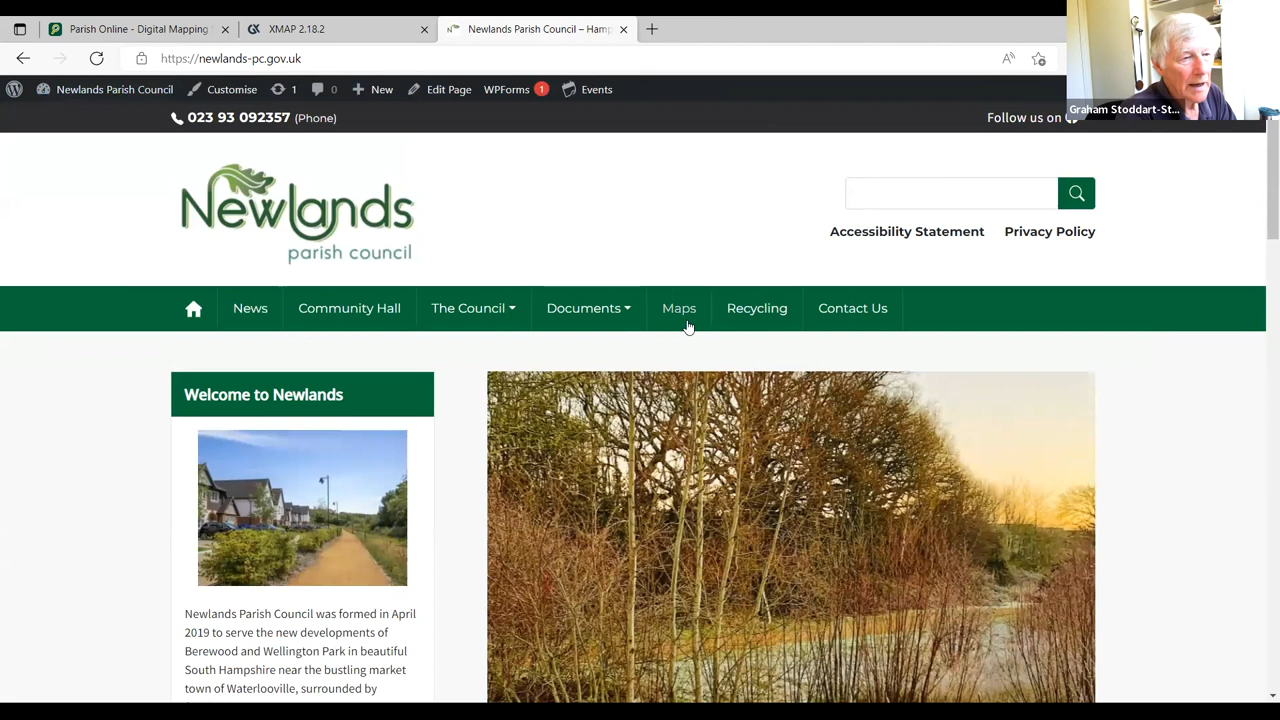 Parish Online - Digital Mapping
XMAP 2.18.2
Newlands Parish Council – Hamp
https://newlands-pc.gov.uk
Newlands Parish Council
Customise
1
0
New
Edit Page
WPForms 1
Events
Graham Stoddart-St...
023 93 092357 (Phone)
Follow us on
Newlands
parish council
Accessibility Statement
Privacy Policy
News
Community Hall
The Council
Documents
Maps
Recycling
Contact Us
Welcome to Newlands
Newlands Parish Council was formed in April
2019 to serve the new developments of
Berewood and Wellington Park in beautiful
South Hampshire near the bustling market
town of Waterlooville, surrounded by